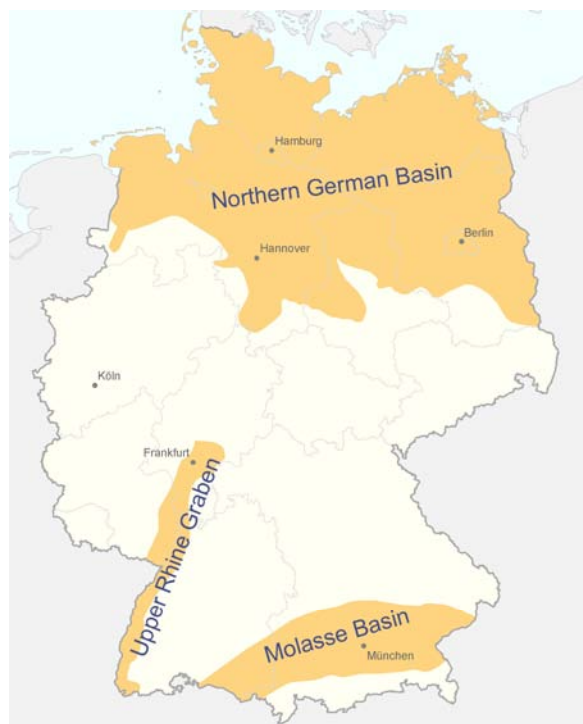 Hamburg
Northern German Basin
Berlin
Hannover
Köln
Frankfurt
Upper Rhine Graben
Molasse Basin
München